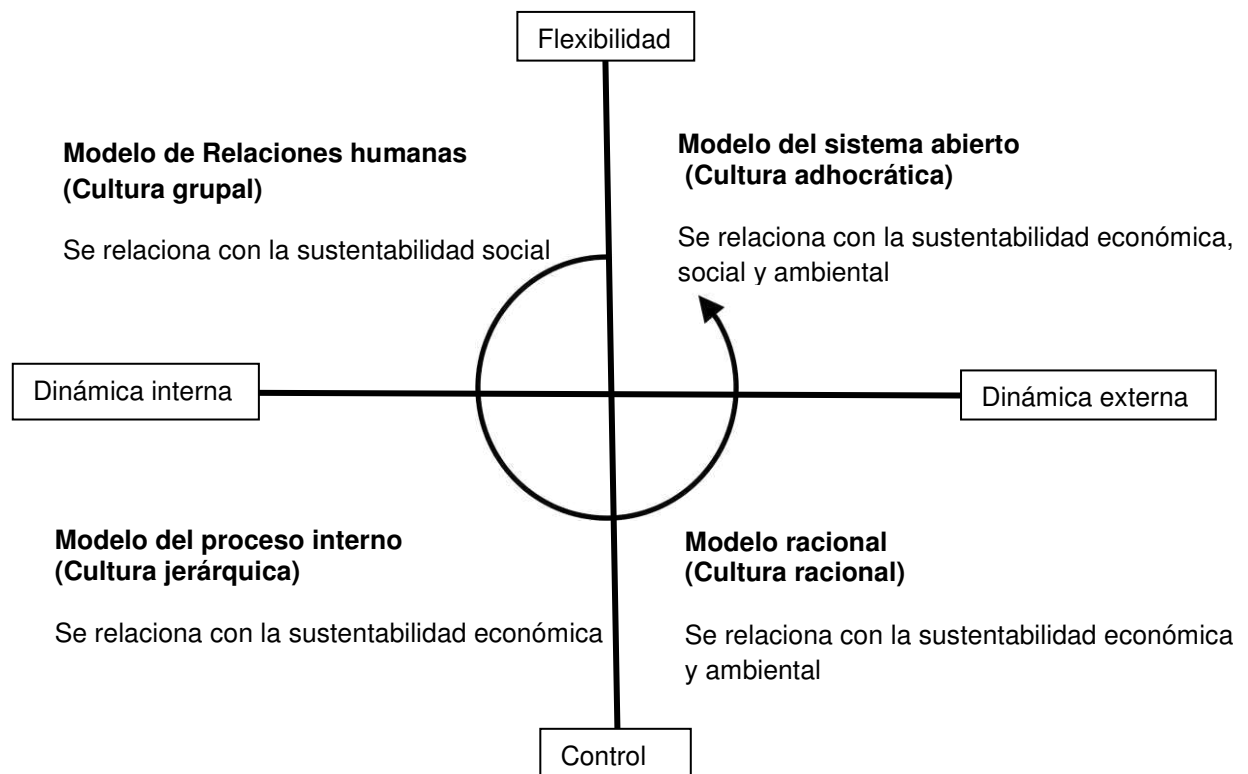 Flexibilidad
Modelo de Relaciones humanas
(Cultura grupal)
Se relaciona con la sustentabilidad social
Modelo del sistema abierto
(Cultura adhocrática)
Se relaciona con la sustentabilidad económica,
social y ambiental
Dinámica interna
Dinámica externa
Modelo del proceso interno
(Cultura jerárquica)
Se relaciona con la sustentabilidad económica
Modelo racional
(Cultura racional)
Se relaciona con la sustentabilidad económica
y ambiental
Control